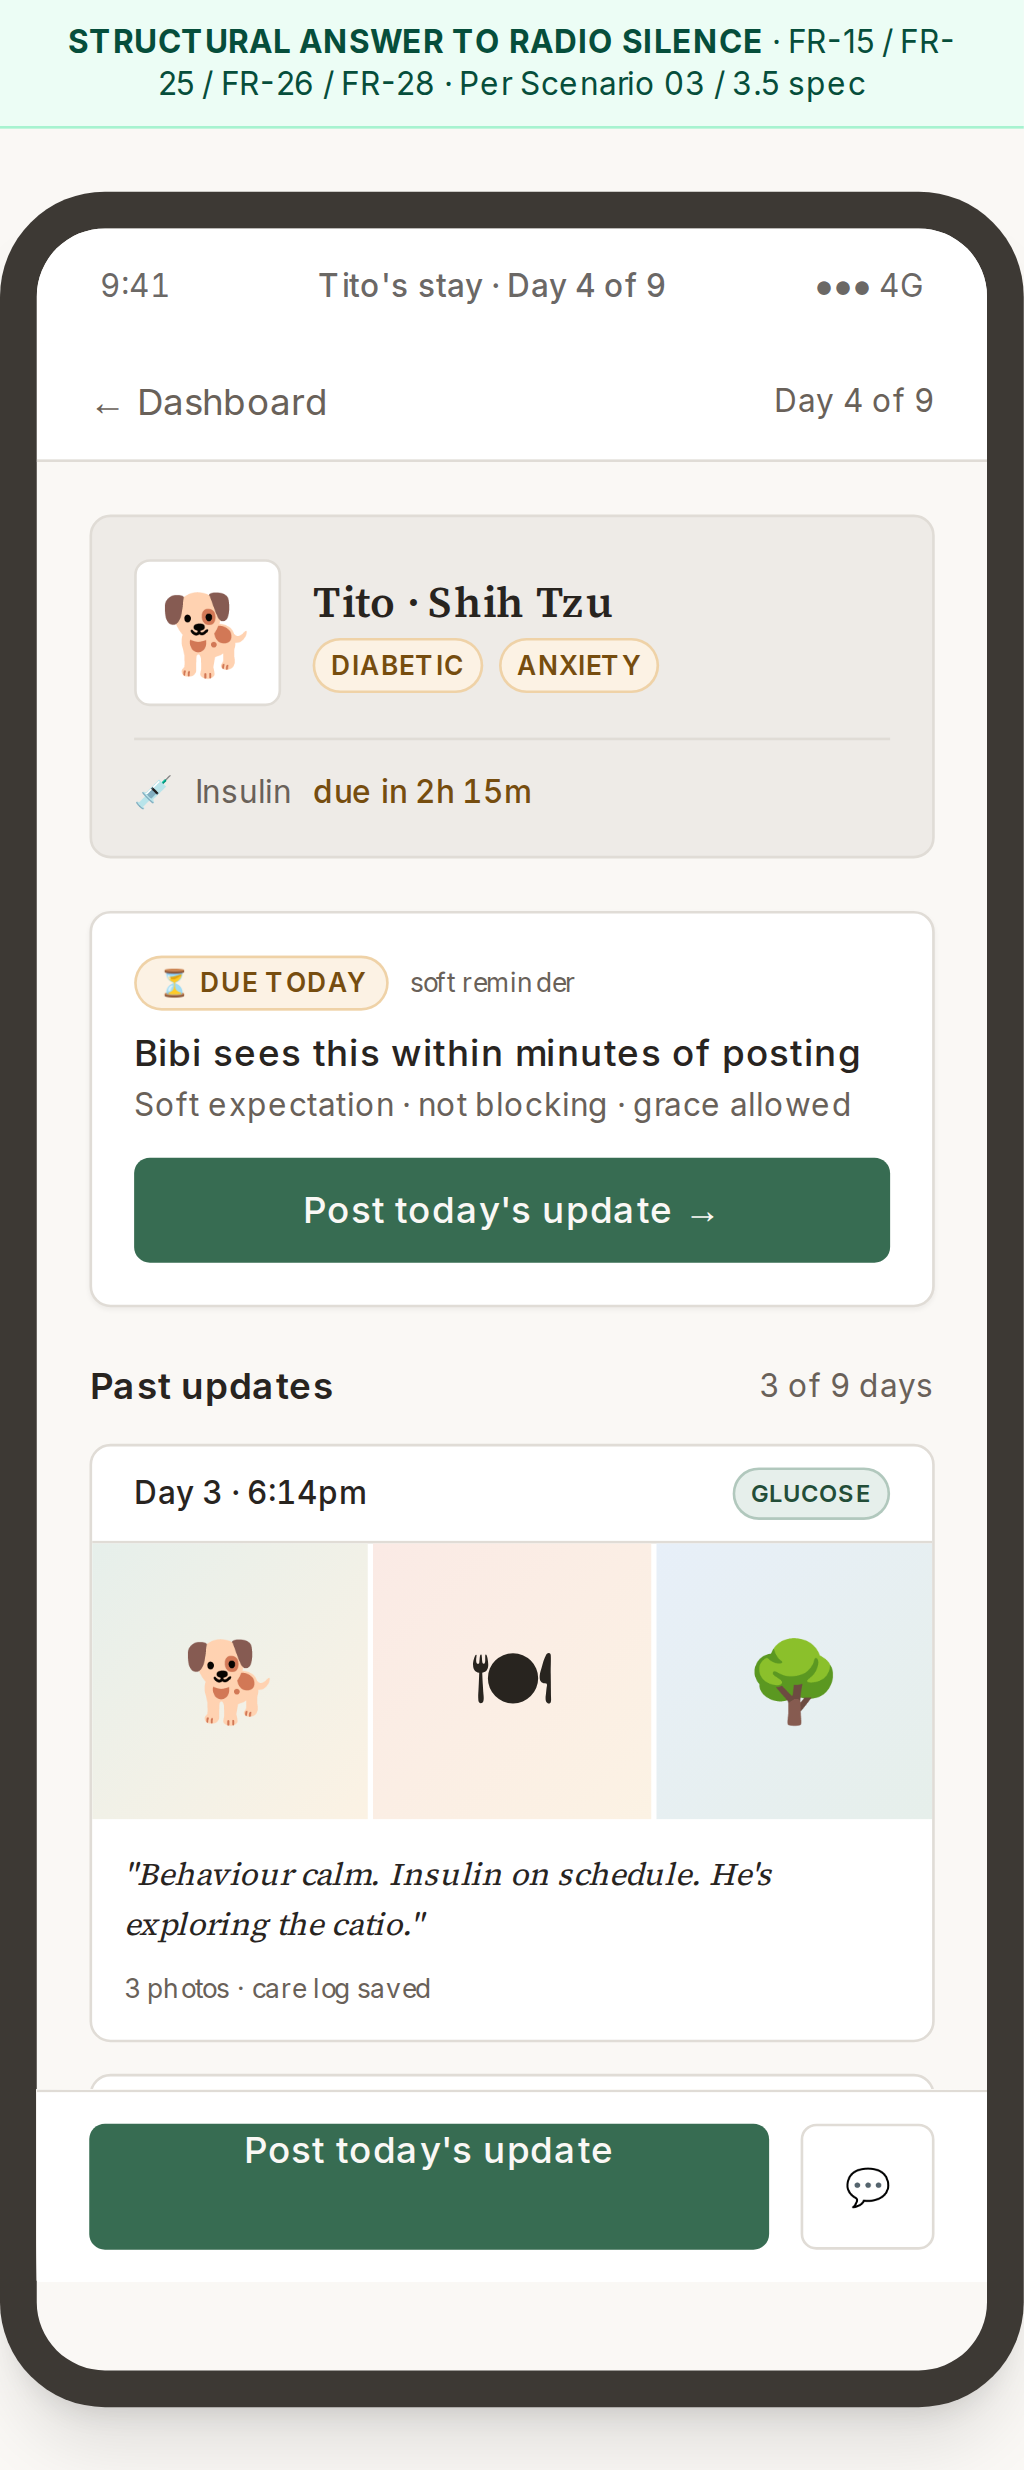 STRUCTURAL ANSWER TO RADIO SILENCE · FR-15 / FR-
25 / FR-26 / FR-28 · Per Scenario 03 / 3.5 spec
9:41
Tito's stay · Day 4 of 9
●●● 4G
← Dashboard
Day 4 of 9
Tito · Shih Tzu
DIABETIC
ANXIETY
Insulin due in 2h 15m
DUE TODAY
soft reminder
Bibi sees this within minutes of posting
Soft expectation · not blocking · grace allowed
Post today's update →
Past updates
3 of 9 days
Day 3 · 6:14pm
GLUCOSE
"Behaviour calm. Insulin on schedule. He's
exploring the catio."
3 photos · care log saved
Post today's update